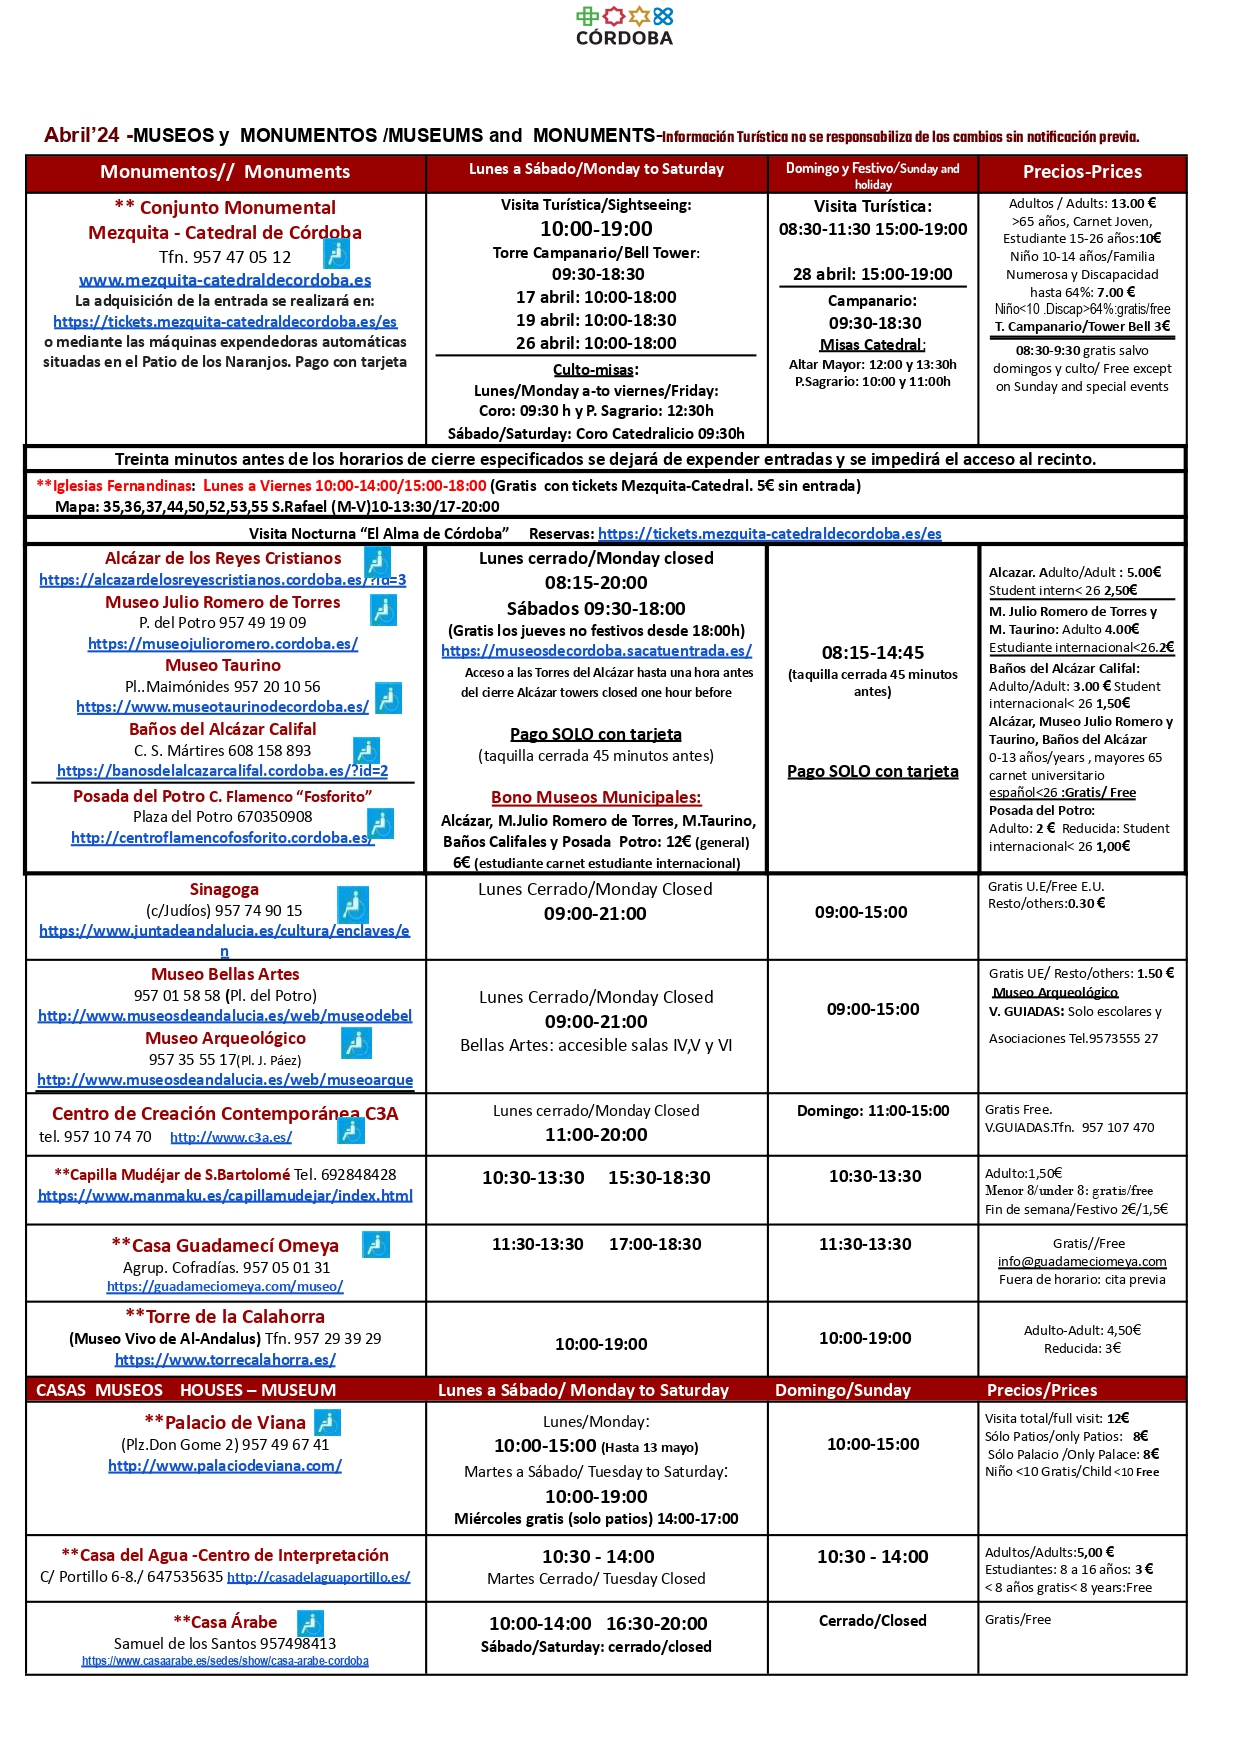 CÓRDOBA
Abril’24 -MUSEOS y MONUMENTOS /MUSEUMS and MONUMENTS-Información Turística no se responsabiliza de los cambios sin notificación previa.
Monumentos// Monuments
Lunes a Sábado/Monday to Saturday
Domingo y Festivo/Sunday and
holiday
Precios-Prices
** Conjunto Monumental
Mezquita - Catedral de Córdoba
Tfn. 957 47 05 12
www.mezquita-catedraldecordoba.es
La adquisición de la entrada se realizará en:
https://tickets.mezquita-catedraldecordoba.es/es
o mediante las máquinas expendedoras automáticas
situadas en el Patio de los Naranjos. Pago con tarjeta
Visita Turística/Sightseeing:
10:00-19:00
Torre Campanario/Bell Tower:
09:30-18:30
17 abril: 10:00-18:00
19 abril: 10:00-18:30
26 abril: 10:00-18:00
Culto-misas:
Lunes/Monday a-to viernes/Friday:
Coro: 09:30 h y P. Sagrario: 12:30h
Sábado/Saturday: Coro Catedralicio 09:30h
Visita Turística:
08:30-11:30 15:00-19:00
28 abril: 15:00-19:00
Campanario:
09:30-18:30
Misas Catedral:
Altar Mayor: 12:00 y 13:30h
P.Sagrario: 10:00 y 11:00h
Adultos / Adults: 13.00 €
>65 años, Carnet Joven,
Estudiante 15-26 años:10€
Niño 10-14 años/Familia
Numerosa y Discapacidad
hasta 64%: 7.00 €
Niño<10 .Discap>64%:gratis/free
T. Campanario/Tower Bell 3€
08:30-9:30 gratis salvo
domingos y culto/ Free except
on Sunday and special events
Treinta minutos antes de los horarios de cierre especificados se dejará de expender entradas y se impedirá el acceso al recinto.
**Iglesias Fernandinas: Lunes a Viernes 10:00-14:00/15:00-18:00 (Gratis con tickets Mezquita-Catedral. 5€ sin entrada)
Mapa: 35,36,37,44,50,52,53,55 S.Rafael (M-V)10-13:30/17-20:00
Visita Nocturna “El Alma de Córdoba” Reservas: https://tickets.mezquita-catedraldecordoba.es/es
Alcázar de los Reyes Cristianos
https://alcazardelosreyescristianos.cordoba.es/?id=3
Museo Julio Romero de Torres
P. del Potro 957 49 19 09
https://museojulioromero.cordoba.es/
Museo Taurino
Pl..Maimónides 957 20 10 56
https://www.museotaurinodecordoba.es/
Baños del Alcázar Califal
C. S. Mártires 608 158 893
https://banosdelalcazarcalifal.cordoba.es/?id=2
Posada del Potro C. Flamenco “Fosforito”
Plaza del Potro 670350908
http://centroflamencofosforito.cordoba.es/
Lunes cerrado/Monday closed
08:15-20:00
Sábados 09:30-18:00
(Gratis los jueves no festivos desde 18:00h)
https://museosdecordoba.sacatuentrada.es/
Acceso a las Torres del Alcázar hasta una hora antes
del cierre Alcázar towers closed one hour before
Pago SOLO con tarjeta
(taquilla cerrada 45 minutos antes)
Bono Museos Municipales:
Alcázar, M.Julio Romero de Torres, M.Taurino,
Baños Califales y Posada Potro: 12€ (general)
6€ (estudiante carnet estudiante internacional)
08:15-14:45
(taquilla cerrada 45 minutos
antes)
Pago SOLO con tarjeta
Alcazar. Adulto/Adult : 5.00€
Student intern< 26 2,50€
M. Julio Romero de Torres y
M. Taurino: Adulto 4.00€
Estudiante internacional<26.2€
Baños del Alcázar Califal:
Adulto/Adult: 3.00 € Student
internacional< 26 1,50€
Alcázar, Museo Julio Romero y
Taurino, Baños del Alcázar
0-13 años/years , mayores 65
carnet universitario
español<26 :Gratis/ Free
Posada del Potro:
Adulto: 2 € Reducida: Student
internacional< 26 1,00€
Sinagoga
(c/Judíos) 957 74 90 15
https://www.juntadeandalucia.es/cultura/enclaves/e
n
Lunes Cerrado/Monday Closed
09:00-21:00
09:00-15:00
Gratis U.E/Free E.U.
Resto/others:0.30 €
Museo Bellas Artes
957 01 58 58 (Pl. del Potro)
http://www.museosdeandalucia.es/web/museodebel
Museo Arqueológico
957 35 55 17(Pl. J. Páez)
http://www.museosdeandalucia.es/web/museoarque
Lunes Cerrado/Monday Closed
09:00-21:00
Bellas Artes: accesible salas IV,V y VI
09:00-15:00
Gratis UE/ Resto/others: 1.50 €
Museo Arqueológico
V. GUIADAS: Solo escolares y
Asociaciones Tel.9573555 27
Centro de Creación Contemporánea C3A
tel. 957 10 74 70 http://www.c3a.es/
Lunes cerrado/Monday Closed
11:00-20:00
Domingo: 11:00-15:00
Gratis Free.
V.GUIADAS.Tfn. 957 107 470
**Capilla Mudéjar de S.Bartolomé Tel. 692848428
https://www.manmaku.es/capillamudejar/index.html
10:30-13:30 15:30-18:30
10:30-13:30
Adulto:1,50€
Menor 8/under 8: gratis/free
Fin de semana/Festivo 2€/1,5€
**Casa Guadamecí Omeya
Agrup. Cofradías. 957 05 01 31
https://guadameciomeya.com/museo/
11:30-13:30 17:00-18:30
11:30-13:30
Gratis//Free
info@guadameciomeya.com
Fuera de horario: cita previa
**Torre de la Calahorra
(Museo Vivo de Al-Andalus) Tfn. 957 29 39 29
https://www.torrecalahorra.es/
10:00-19:00
10:00-19:00
Adulto-Adult: 4,50€
Reducida: 3€
CASAS MUSEOS HOUSES – MUSEUM
Lunes a Sábado/ Monday to Saturday
Domingo/Sunday
Precios/Prices
**Palacio de Viana
(Plz.Don Gome 2) 957 49 67 41
http://www.palaciodeviana.com/
Lunes/Monday:
10:00-15:00 (Hasta 13 mayo)
Martes a Sábado/ Tuesday to Saturday:
10:00-19:00
Miércoles gratis (solo patios) 14:00-17:00
10:00-15:00
Visita total/full visit: 12€
Sólo Patios/only Patios: 8€
Sólo Palacio /Only Palace: 8€
Niño <10 Gratis/Child <10 Free
**Casa del Agua -Centro de Interpretación
C/ Portillo 6-8./ 647535635 http://casadelaguaportillo.es/
10:30 - 14:00
Martes Cerrado/ Tuesday Closed
10:30 - 14:00
Adultos/Adults:5,00 €
Estudiantes: 8 a 16 años: 3 €
< 8 años gratis< 8 years:Free
**Casa Árabe
Samuel de los Santos 957498413
https://www.casaarabe.es/sedes/show/casa-arabe-cordoba
10:00-14:00 16:30-20:00
Sábado/Saturday: cerrado/closed
Cerrado/Closed
Gratis/Free